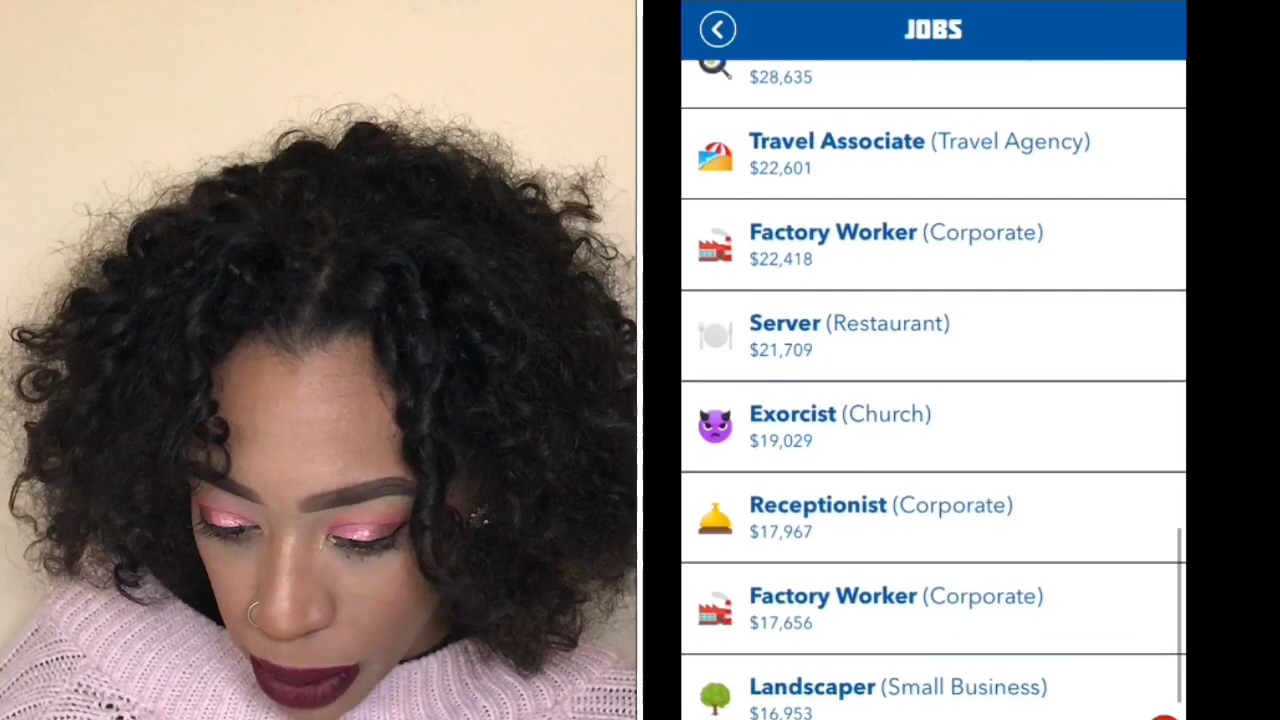 JOBS
$28,635
Travel Associate (Travel Agency)
$22,601
Factory Worker (Corporate)
$22,418
Server (Restaurant)
$21,709
Exorcist (Church)
$19,029
Receptionist (Corporate)
$17,967
Factory Worker (Corporate)
$17,656
Landscaper (Small Business)
$16,953